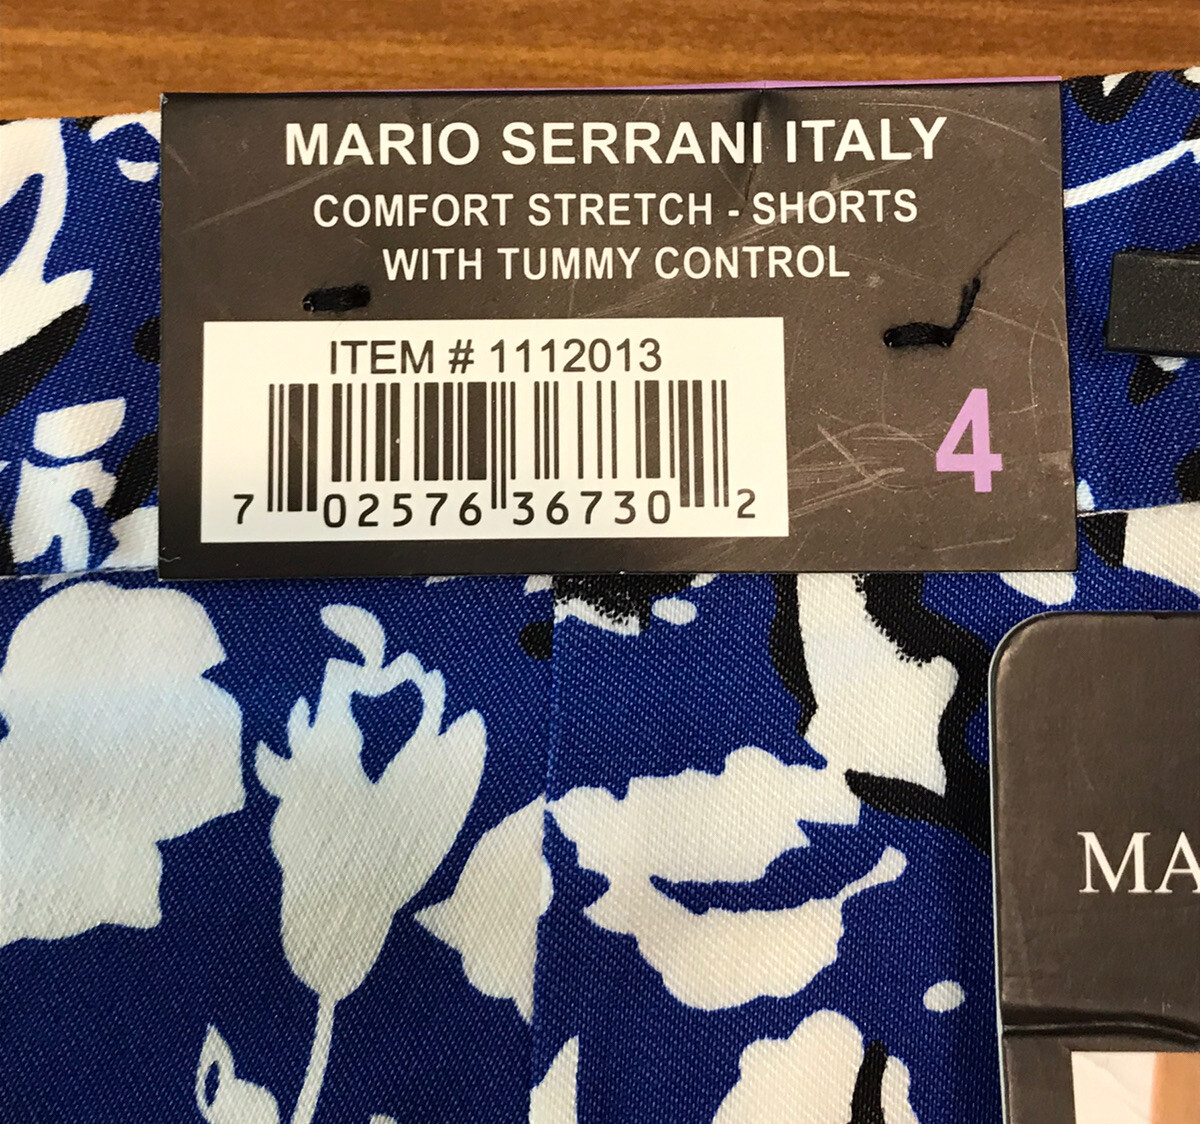 MARIO SERRANI ITALY
COMFORT STRETCH - SHORTS
WITH TUMMY CONTROL
ITEM # 1112013
7 02576 36730 2
4
MA